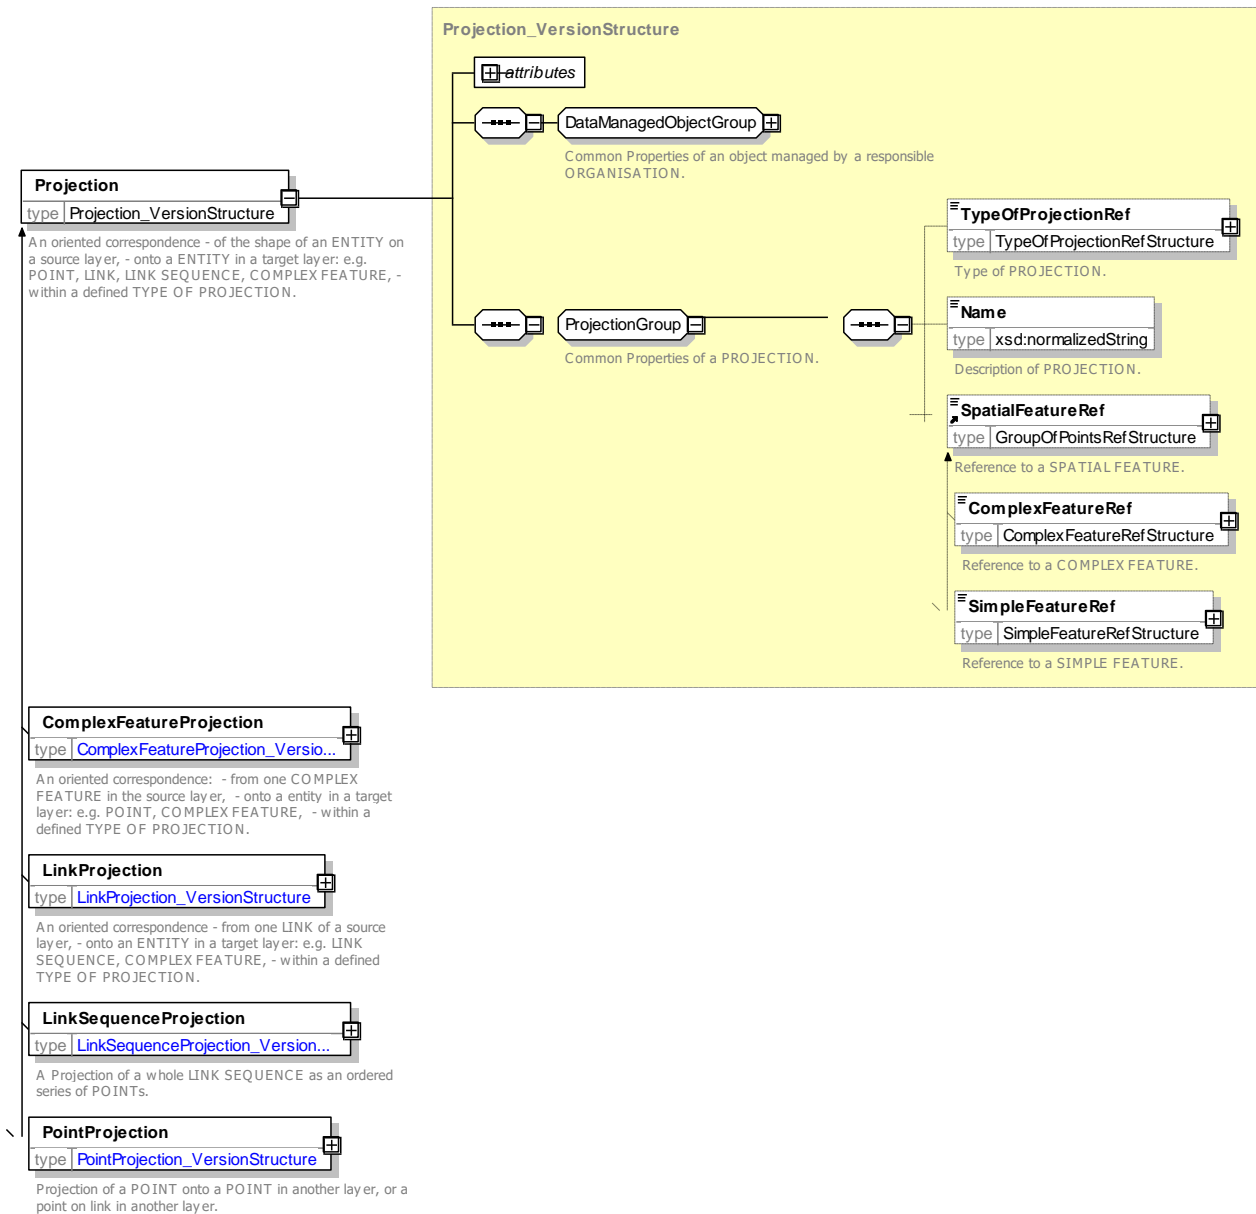 Projection_VersionStructure
attributes
DataManagedObjectGroup
Common Properties of an object managed by a responsible
ORGANISATION.
Projection
type Projection_VersionStructure
An oriented correspondence - of the shape of an ENTITY on
a source layer, - onto a ENTITY in a target layer: e.g.
POINT, LINK, LINK SEQUENCE, COMPLEX FEATURE, -
within a defined TYPE OF PROJECTION.
TypeOfProjectionRef
type TypeOfProjectionRefStructure
Type of PROJECTION.
ProjectionGroup
Common Properties of a PROJECTION.
Name
type xsd:normalizedString
Description of PROJECTION.
SpatialFeatureRef
type GroupOfPointsRefStructure
Reference to a SPATIAL FEATURE.
ComplexFeatureRef
type ComplexFeatureRefStructure
Reference to a COMPLEX FEATURE.
SimpleFeatureRef
type SimpleFeatureRefStructure
Reference to a SIMPLE FEATURE.
ComplexFeatureProjection
type ComplexFeatureProjection_Versio...
An oriented correspondence: - from one COMPLEX
FEATURE in the source layer, - onto a entity in a target
layer: e.g. POINT, COMPLEX FEATURE, - within a
defined TYPE OF PROJECTION.
LinkProjection
type LinkProjection_VersionStructure
An oriented correspondence - from one LINK of a source
layer, - onto an ENTITY in a target layer: e.g. LINK
SEQUENCE, COMPLEX FEATURE, - within a defined
TYPE OF PROJECTION.
LinkSequenceProjection
type LinkSequenceProjection_Version...
A Projection of a whole LINK SEQUENCE as an ordered
series of POINTs.
PointProjection
type PointProjection_VersionStructure
Projection of a POINT onto a POINT in another layer, or a
point on link in another layer.